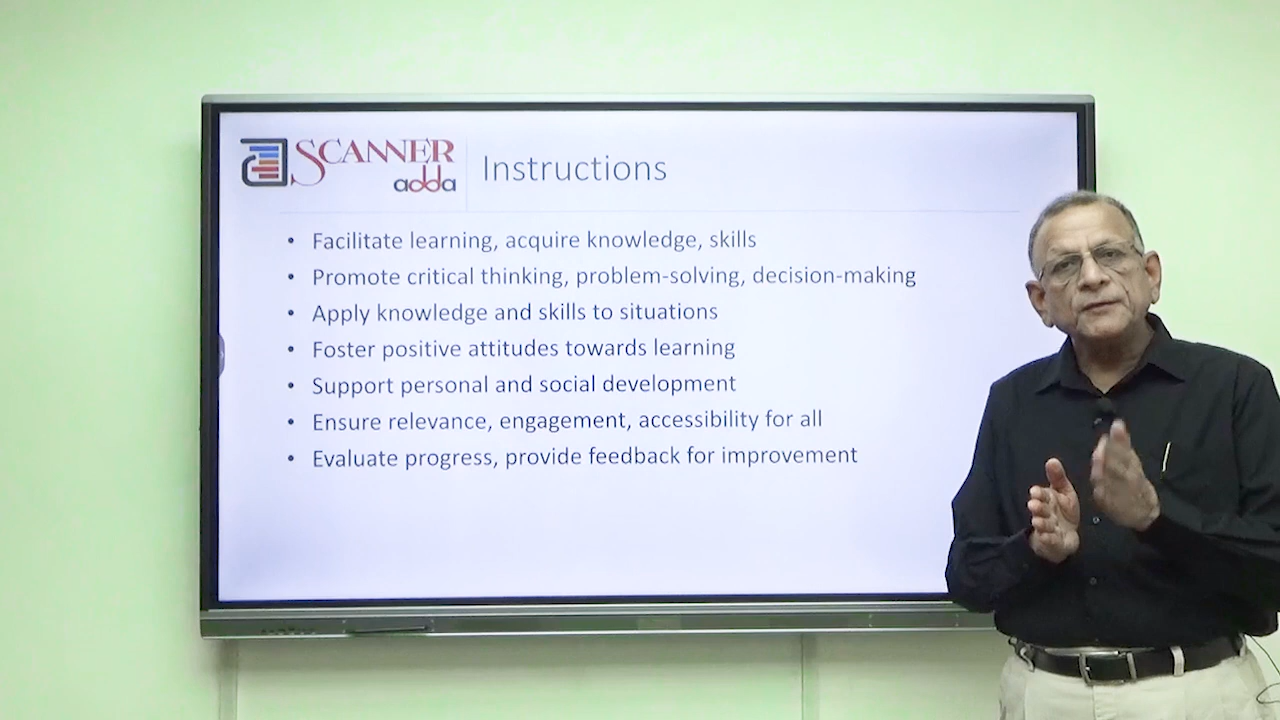 SCANNER
adda
Instructions
• Facilitate learning, acquire knowledge, skills
• Promote critical thinking, problem-solving, decision-making
• Apply knowledge and skills to situations
• Foster positive attitudes towards learning
• Support personal and social development
• Ensure relevance, engagement, accessibility for all
• Evaluate progress, provide feedback for improvement